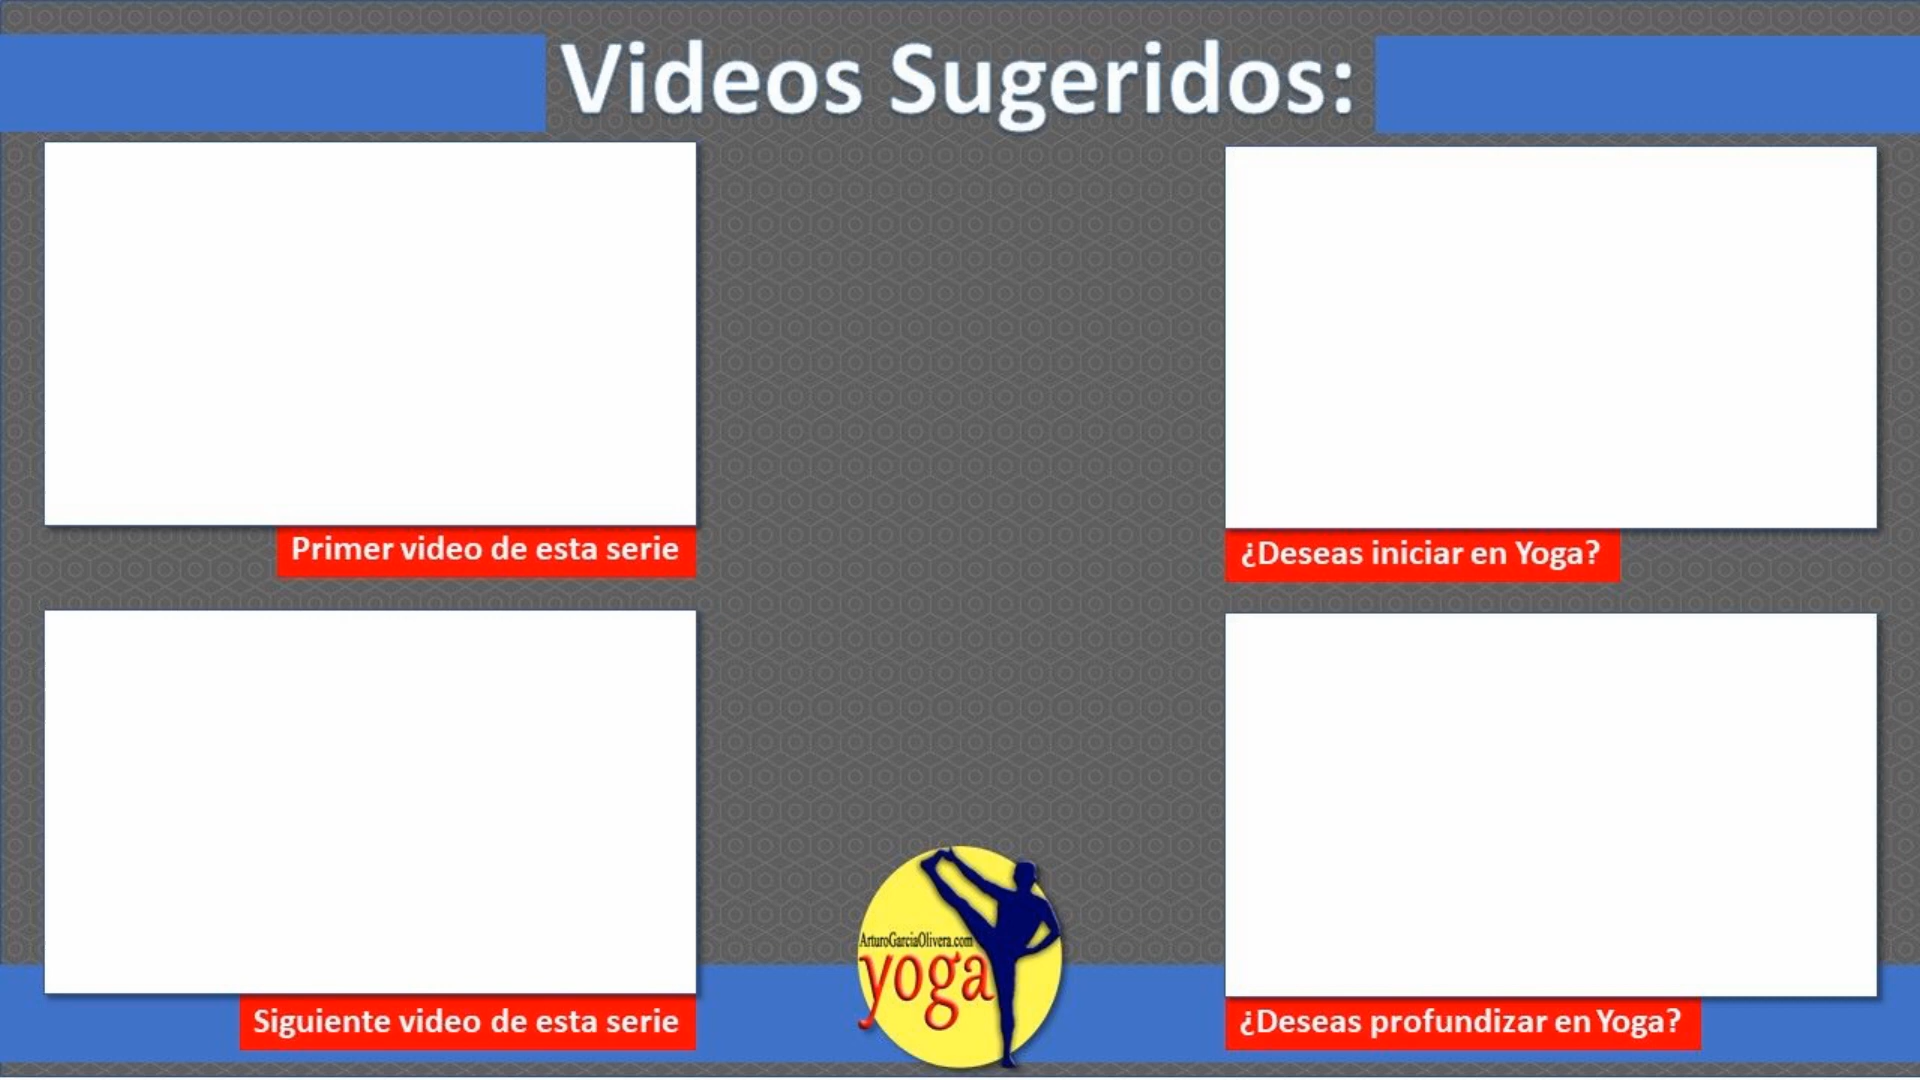 Videos Sugeridos:
Primer video de esta serie
¿Deseas iniciar en Yoga?
Siguiente video de esta serie
¿Deseas profundizar en Yoga?
ArturoGarciaOlivera.com
yoga